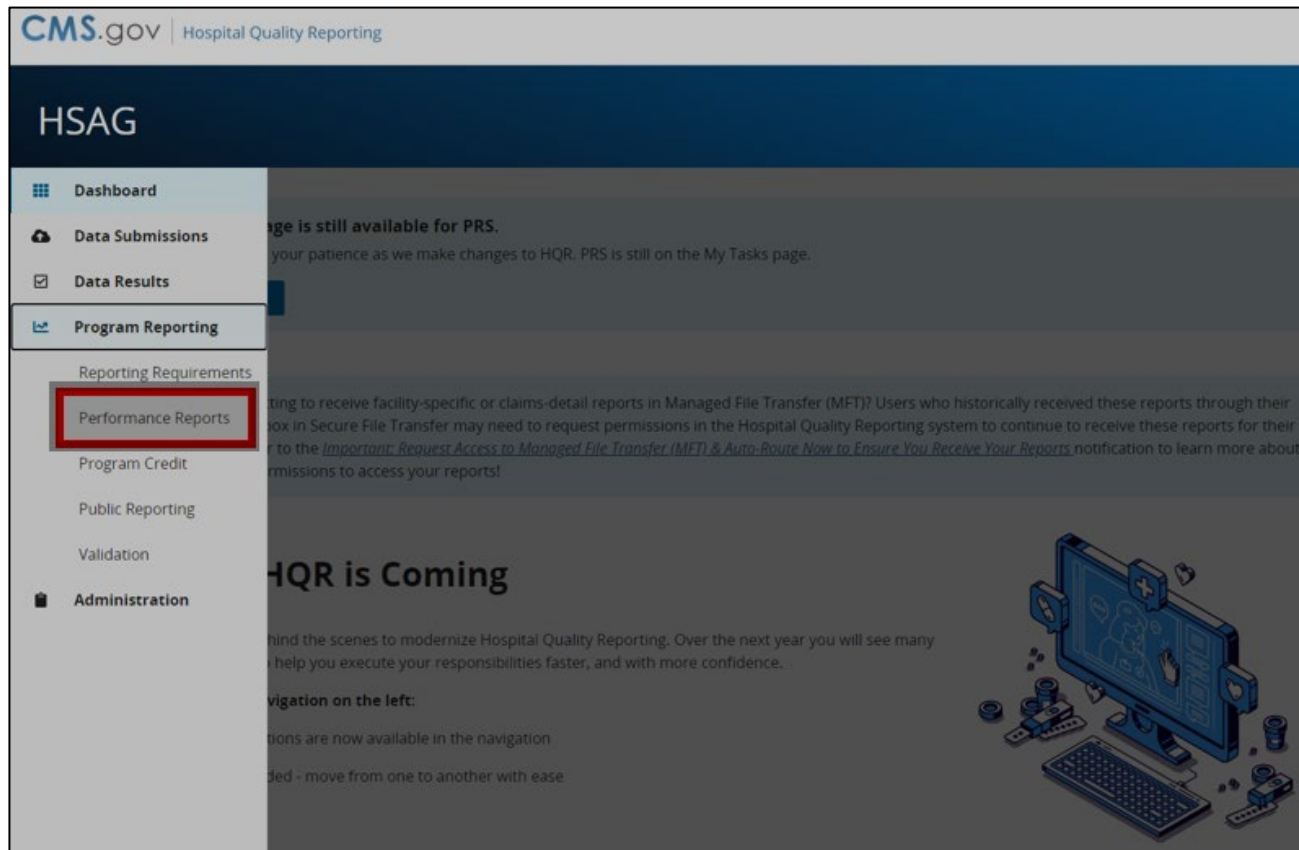 CMS.gov | Hospital Quality Reporting
HSAG
Dashboard
Data Submissions
Data Results
Program Reporting
Reporting Requirements
Performance Reports
Program Credit
Public Reporting
Validation
Administration
age is still available for PRS.
your patience as we make changes to HQR. PRS is still on the My Tasks page.
ting to receive facility-specific or claims-detail reports in Managed File Transfer (MFT)? Users who historically received these reports through their
box in Secure File Transfer may need to request permissions in the Hospital Quality Reporting system to continue to receive these reports for their
r to the Important: Request Access to Managed File Transfer (MFT) & Auto-Route Now to Ensure You Receive Your Reports notification to learn more about
rmissions to access your reports!
HQR is Coming
hind the scenes to modernize Hospital Quality Reporting. Over the next year you will see many
help you execute your responsibilities faster, and with more confidence.
vigation on the left:
tions are now available in the navigation
ded - move from one to another with ease